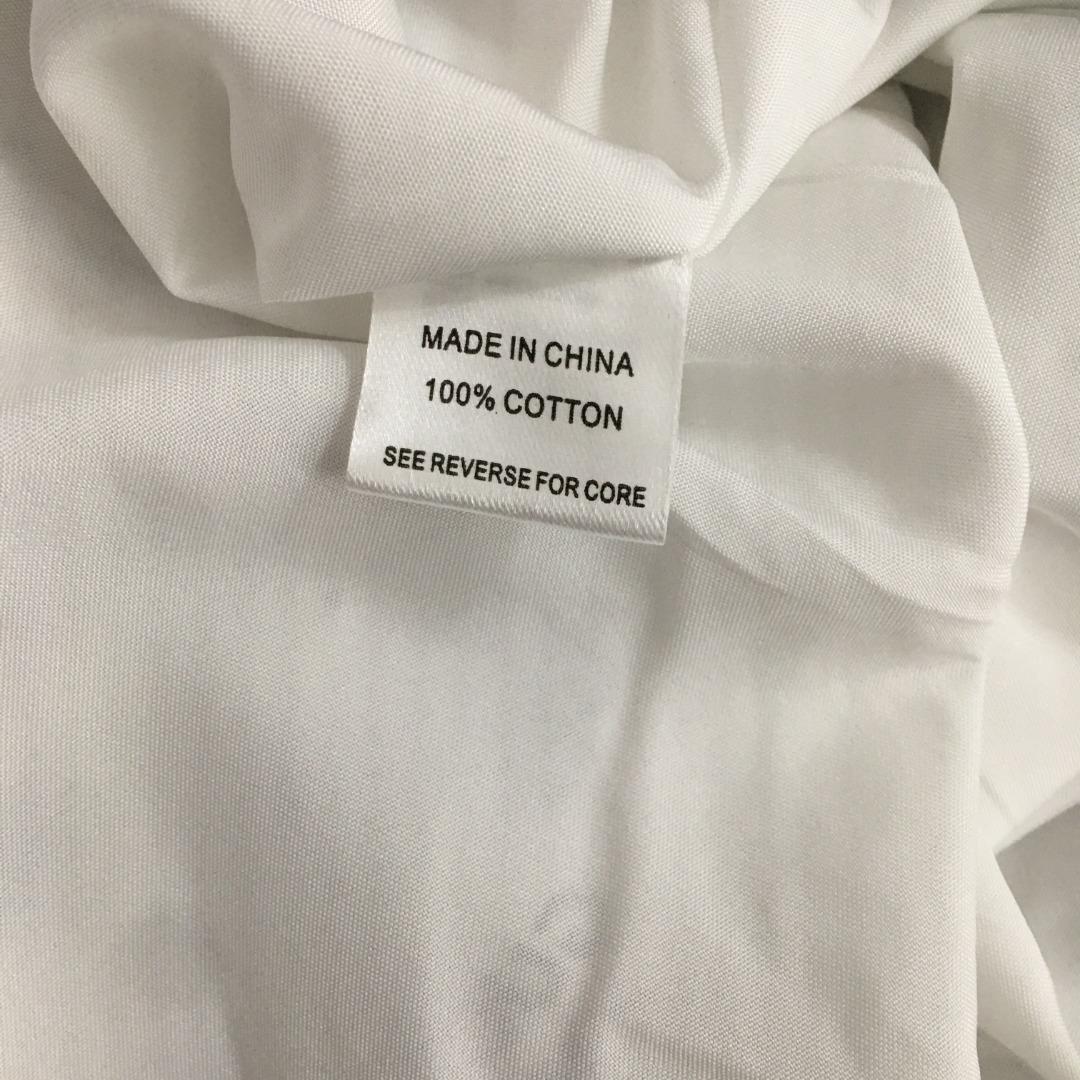 MADE IN CHINA
100% COTTON
SEE REVERSE FOR CORE